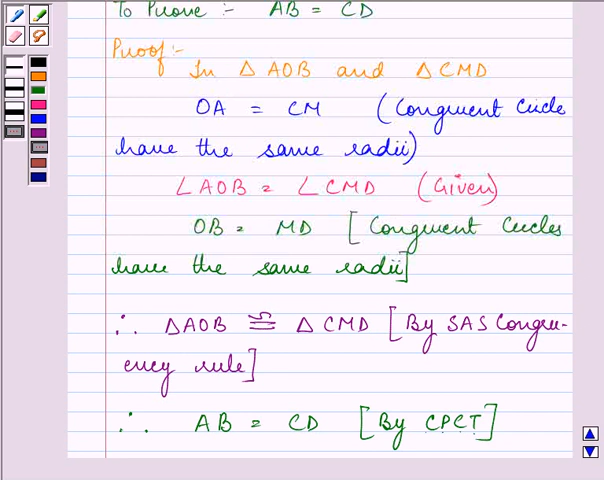 To Prove :- AB = CD
Proof :-
In △AOB and △CMD
OA = CM (Congruent Circle
have the same radii)
∠AOB = ∠CMD (Given)
OB = MD [Congruent Circles
have the same radii]
∴ △AOB ≅ △CMD [By SAS Congru-
ency rule]
∴ AB = CD [By CPCT]